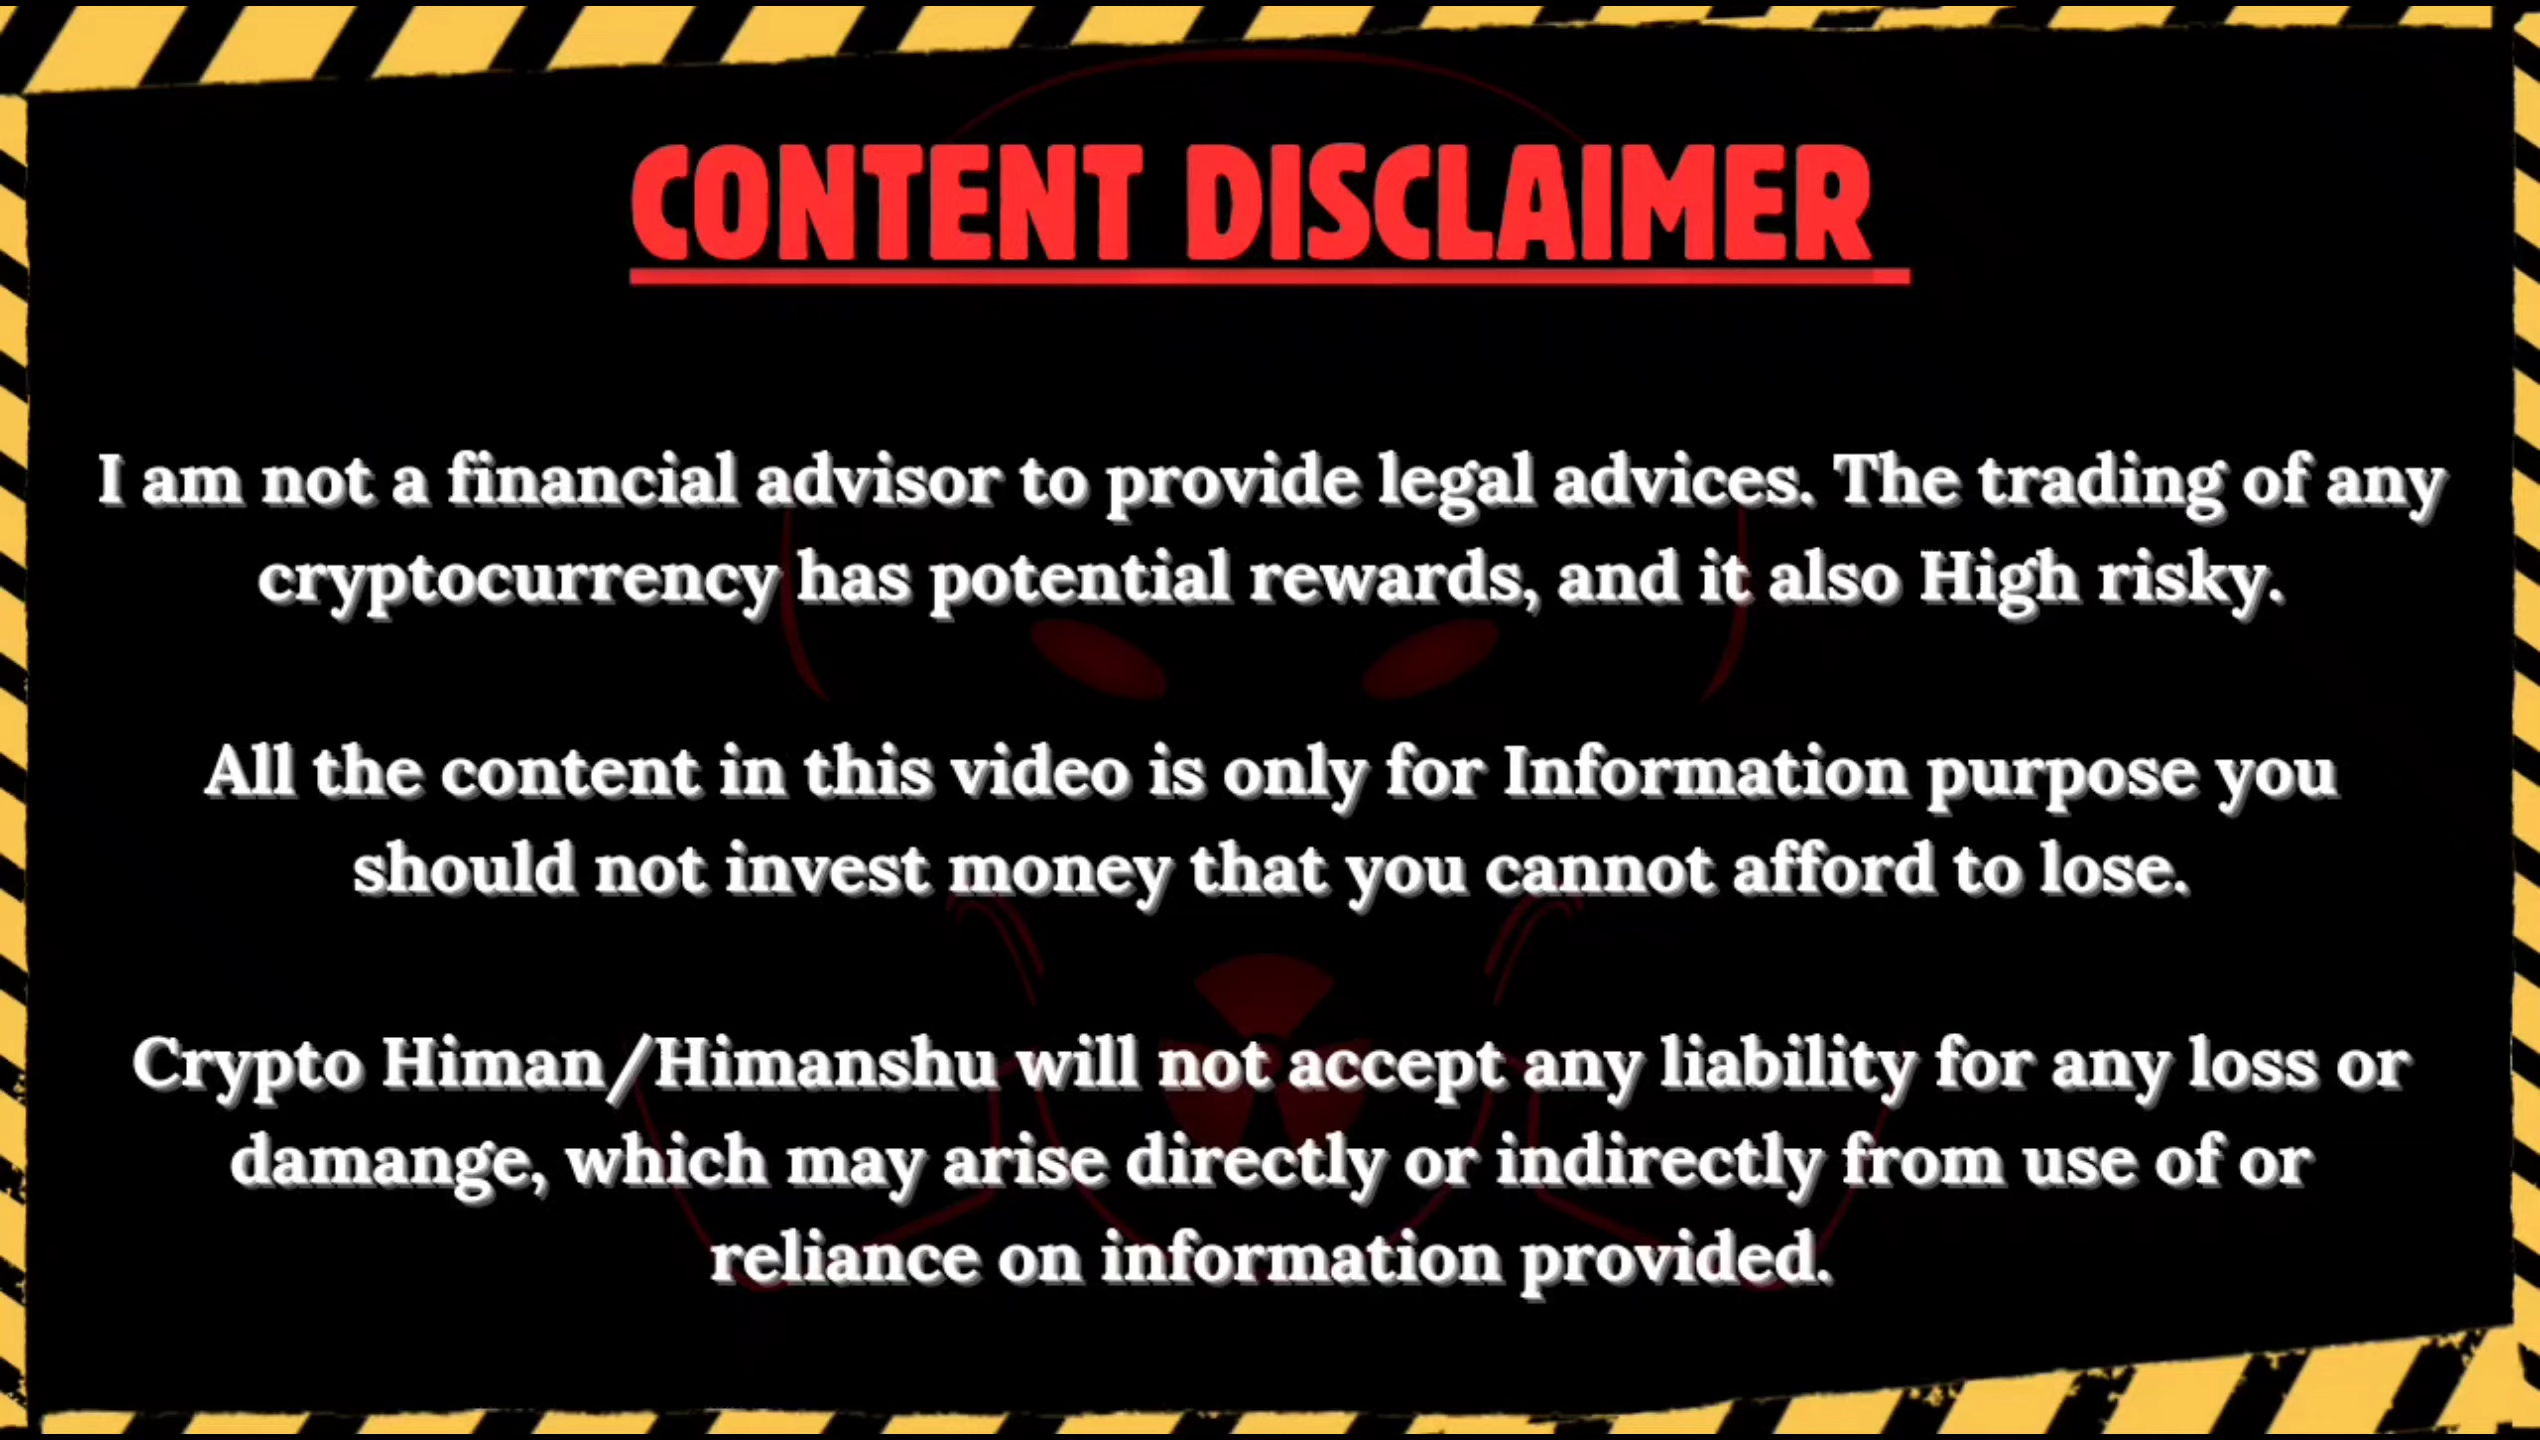 CONTENT DISCLAIMER
I am not a financial advisor to provide legal advices. The trading of any
cryptocurrency has potential rewards, and it also High risky.
All the content in this video is only for Information purpose you
should not invest money that you cannot afford to lose.
Crypto Himan/Himanshu will not accept any liability for any loss or
damange, which may arise directly or indirectly from use of or
reliance on information provided.